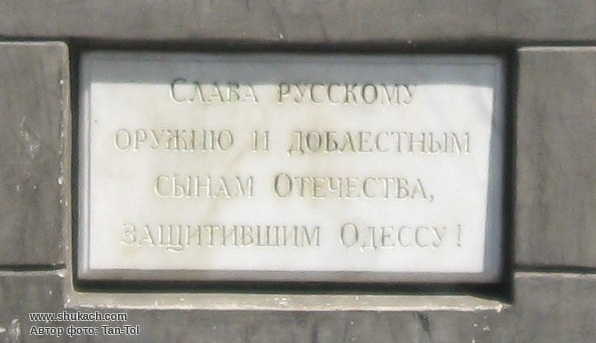 Слава русскому
оружию и доблестным
сынам Отечества,
защитившим Одессу!
www.shukach.com
Автор фото: Tan-Tol